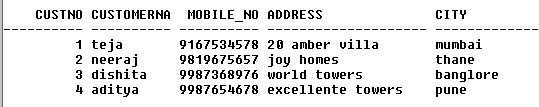 CUSTNO CUSTOMERNA MOBILE_NO ADDRESS CITY
1 teja 9167534578 20 amber villa mumbai
2 neeraj 9819675657 joy homes thane
3 dishita 9987368976 world towers banglore
4 aditya 9987654678 excellente towers pune